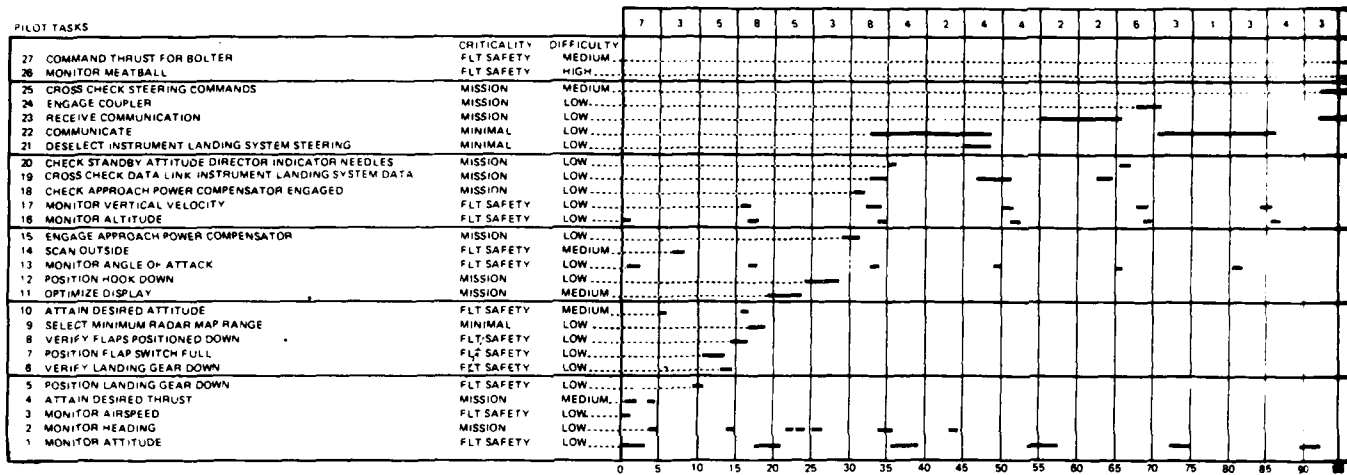 7 3 5 8 5 3 8 4 2 4 4 2 2 6 3 1 3 4 3
PILOT TASKS
CRITICALITY DIFFICULTY
27 COMMAND THRUST FOR BOLTER FLT SAFETY MEDIUM
26 MONITOR MEATBALL FLT SAFETY HIGH
25 CROSS CHECK STEERING COMMANDS MISSION MEDIUM
24 ENGAGE COUPLER MISSION LOW
23 RECEIVE COMMUNICATION MISSION LOW
22 COMMUNICATE MINIMAL LOW
21 DESELECT INSTRUMENT LANDING SYSTEM STEERING MINIMAL LOW
20 CHECK STANDBY ATTITUDE DIRECTOR INDICATOR NEEDLES MISSION LOW
19 CROSS CHECK DATA LINK INSTRUMENT LANDING SYSTEM DATA MISSION LOW
18 CHECK APPROACH POWER COMPENSATOR ENGAGED MISSION LOW
17 MONITOR VERTICAL VELOCITY FLT SAFETY LOW
16 MONITOR ALTITUDE FLT SAFETY LOW
15 ENGAGE APPROACH POWER COMPENSATOR MISSION LOW
14 SCAN OUTSIDE FLT SAFETY MEDIUM
13 MONITOR ANGLE OF ATTACK FLT SAFETY LOW
12 POSITION HOOK DOWN MISSION LOW
11 OPTIMIZE DISPLAY MISSION MEDIUM
10 ATTAIN DESIRED ATTITUDE FLT SAFETY MEDIUM
9 SELECT MINIMUM RADAR MAP RANGE MINIMAL LOW
8 VERIFY FLAPS POSITIONED DOWN FLT SAFETY LOW
7 POSITION FLAP SWITCH FULL FLT SAFETY LOW
6 VERIFY LANDING GEAR DOWN FLT SAFETY LOW
5 POSITION LANDING GEAR DOWN FLT SAFETY LOW
4 ATTAIN DESIRED THRUST MISSION MEDIUM
3 MONITOR AIRSPEED FLT SAFETY LOW
2 MONITOR HEADING MISSION LOW
1 MONITOR ATTITUDE FLT SAFETY LOW
0 5 10 15 20 25 30 35 40 45 50 55 60 65 70 75 80 85 90